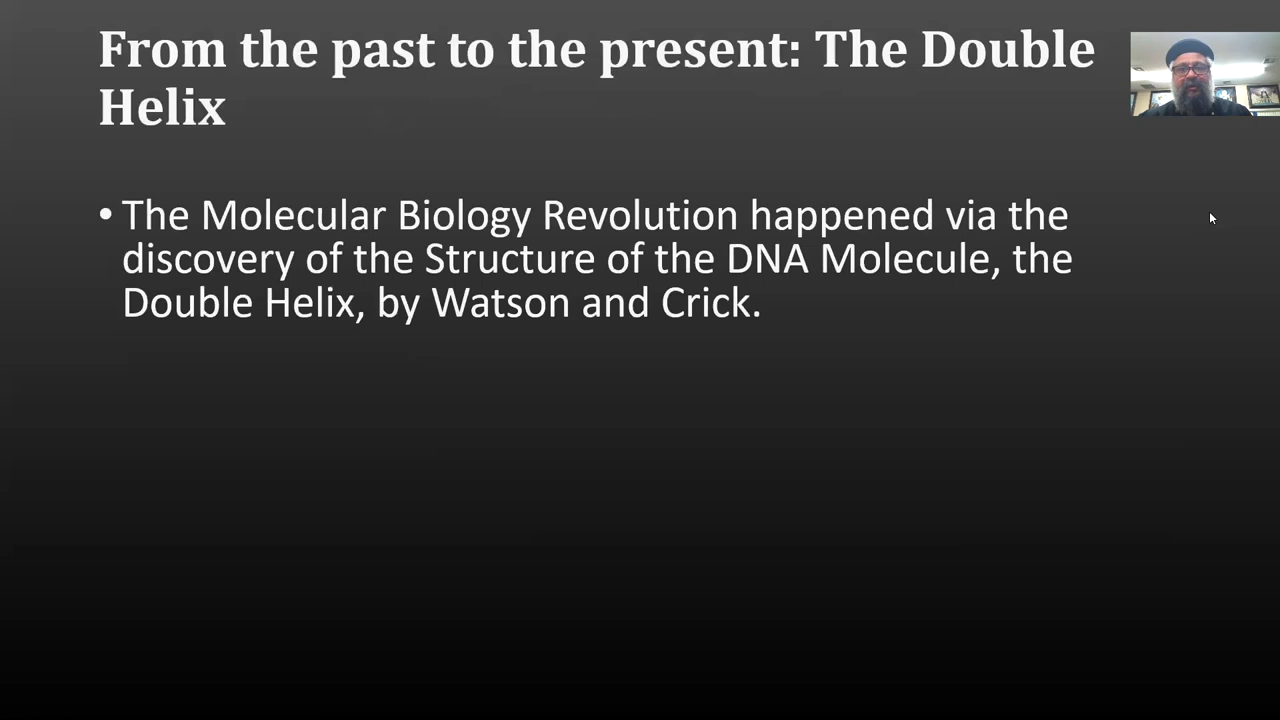 From the past to the present: The Double
Helix
• The Molecular Biology Revolution happened via the
discovery of the Structure of the DNA Molecule, the
Double Helix, by Watson and Crick.